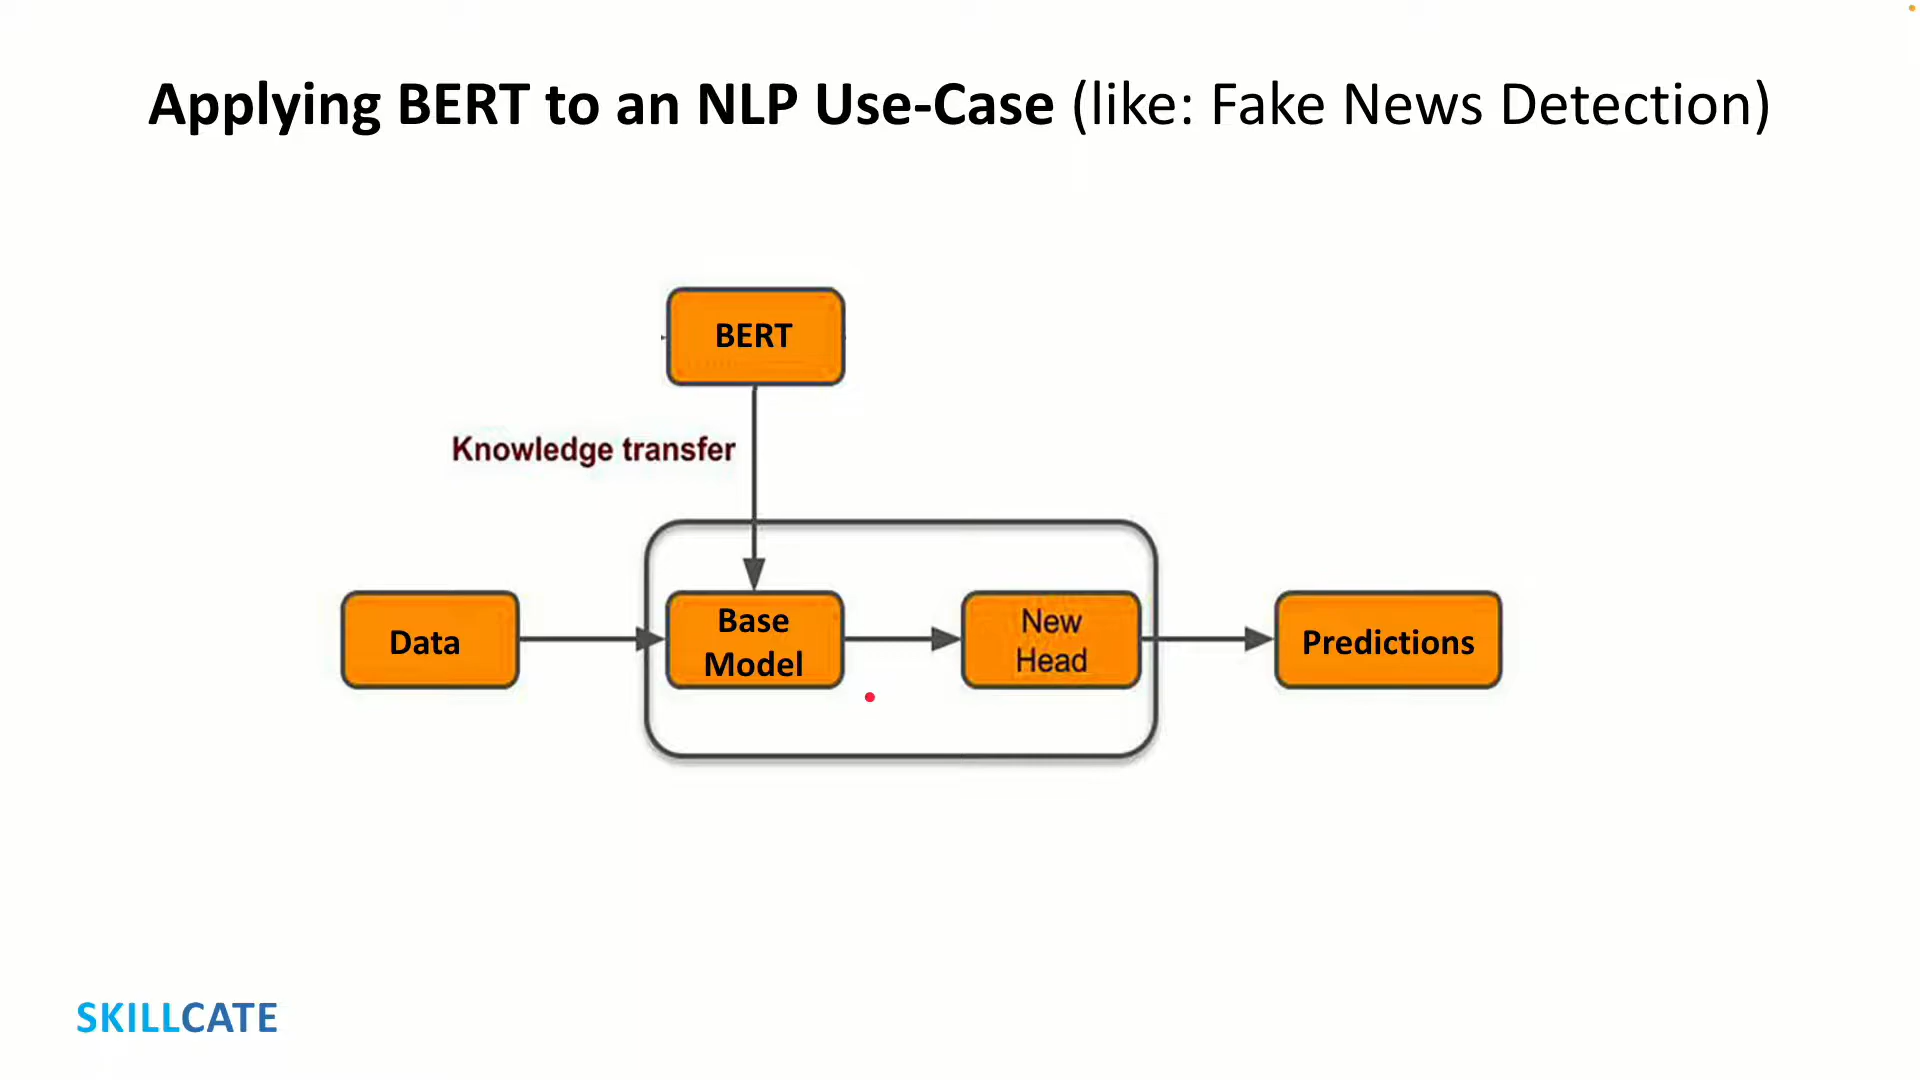 Applying BERT to an NLP Use-Case (like: Fake News Detection)
BERT
Knowledge transfer
Data
Base
Model
New
Head
Predictions
SKILLCATE